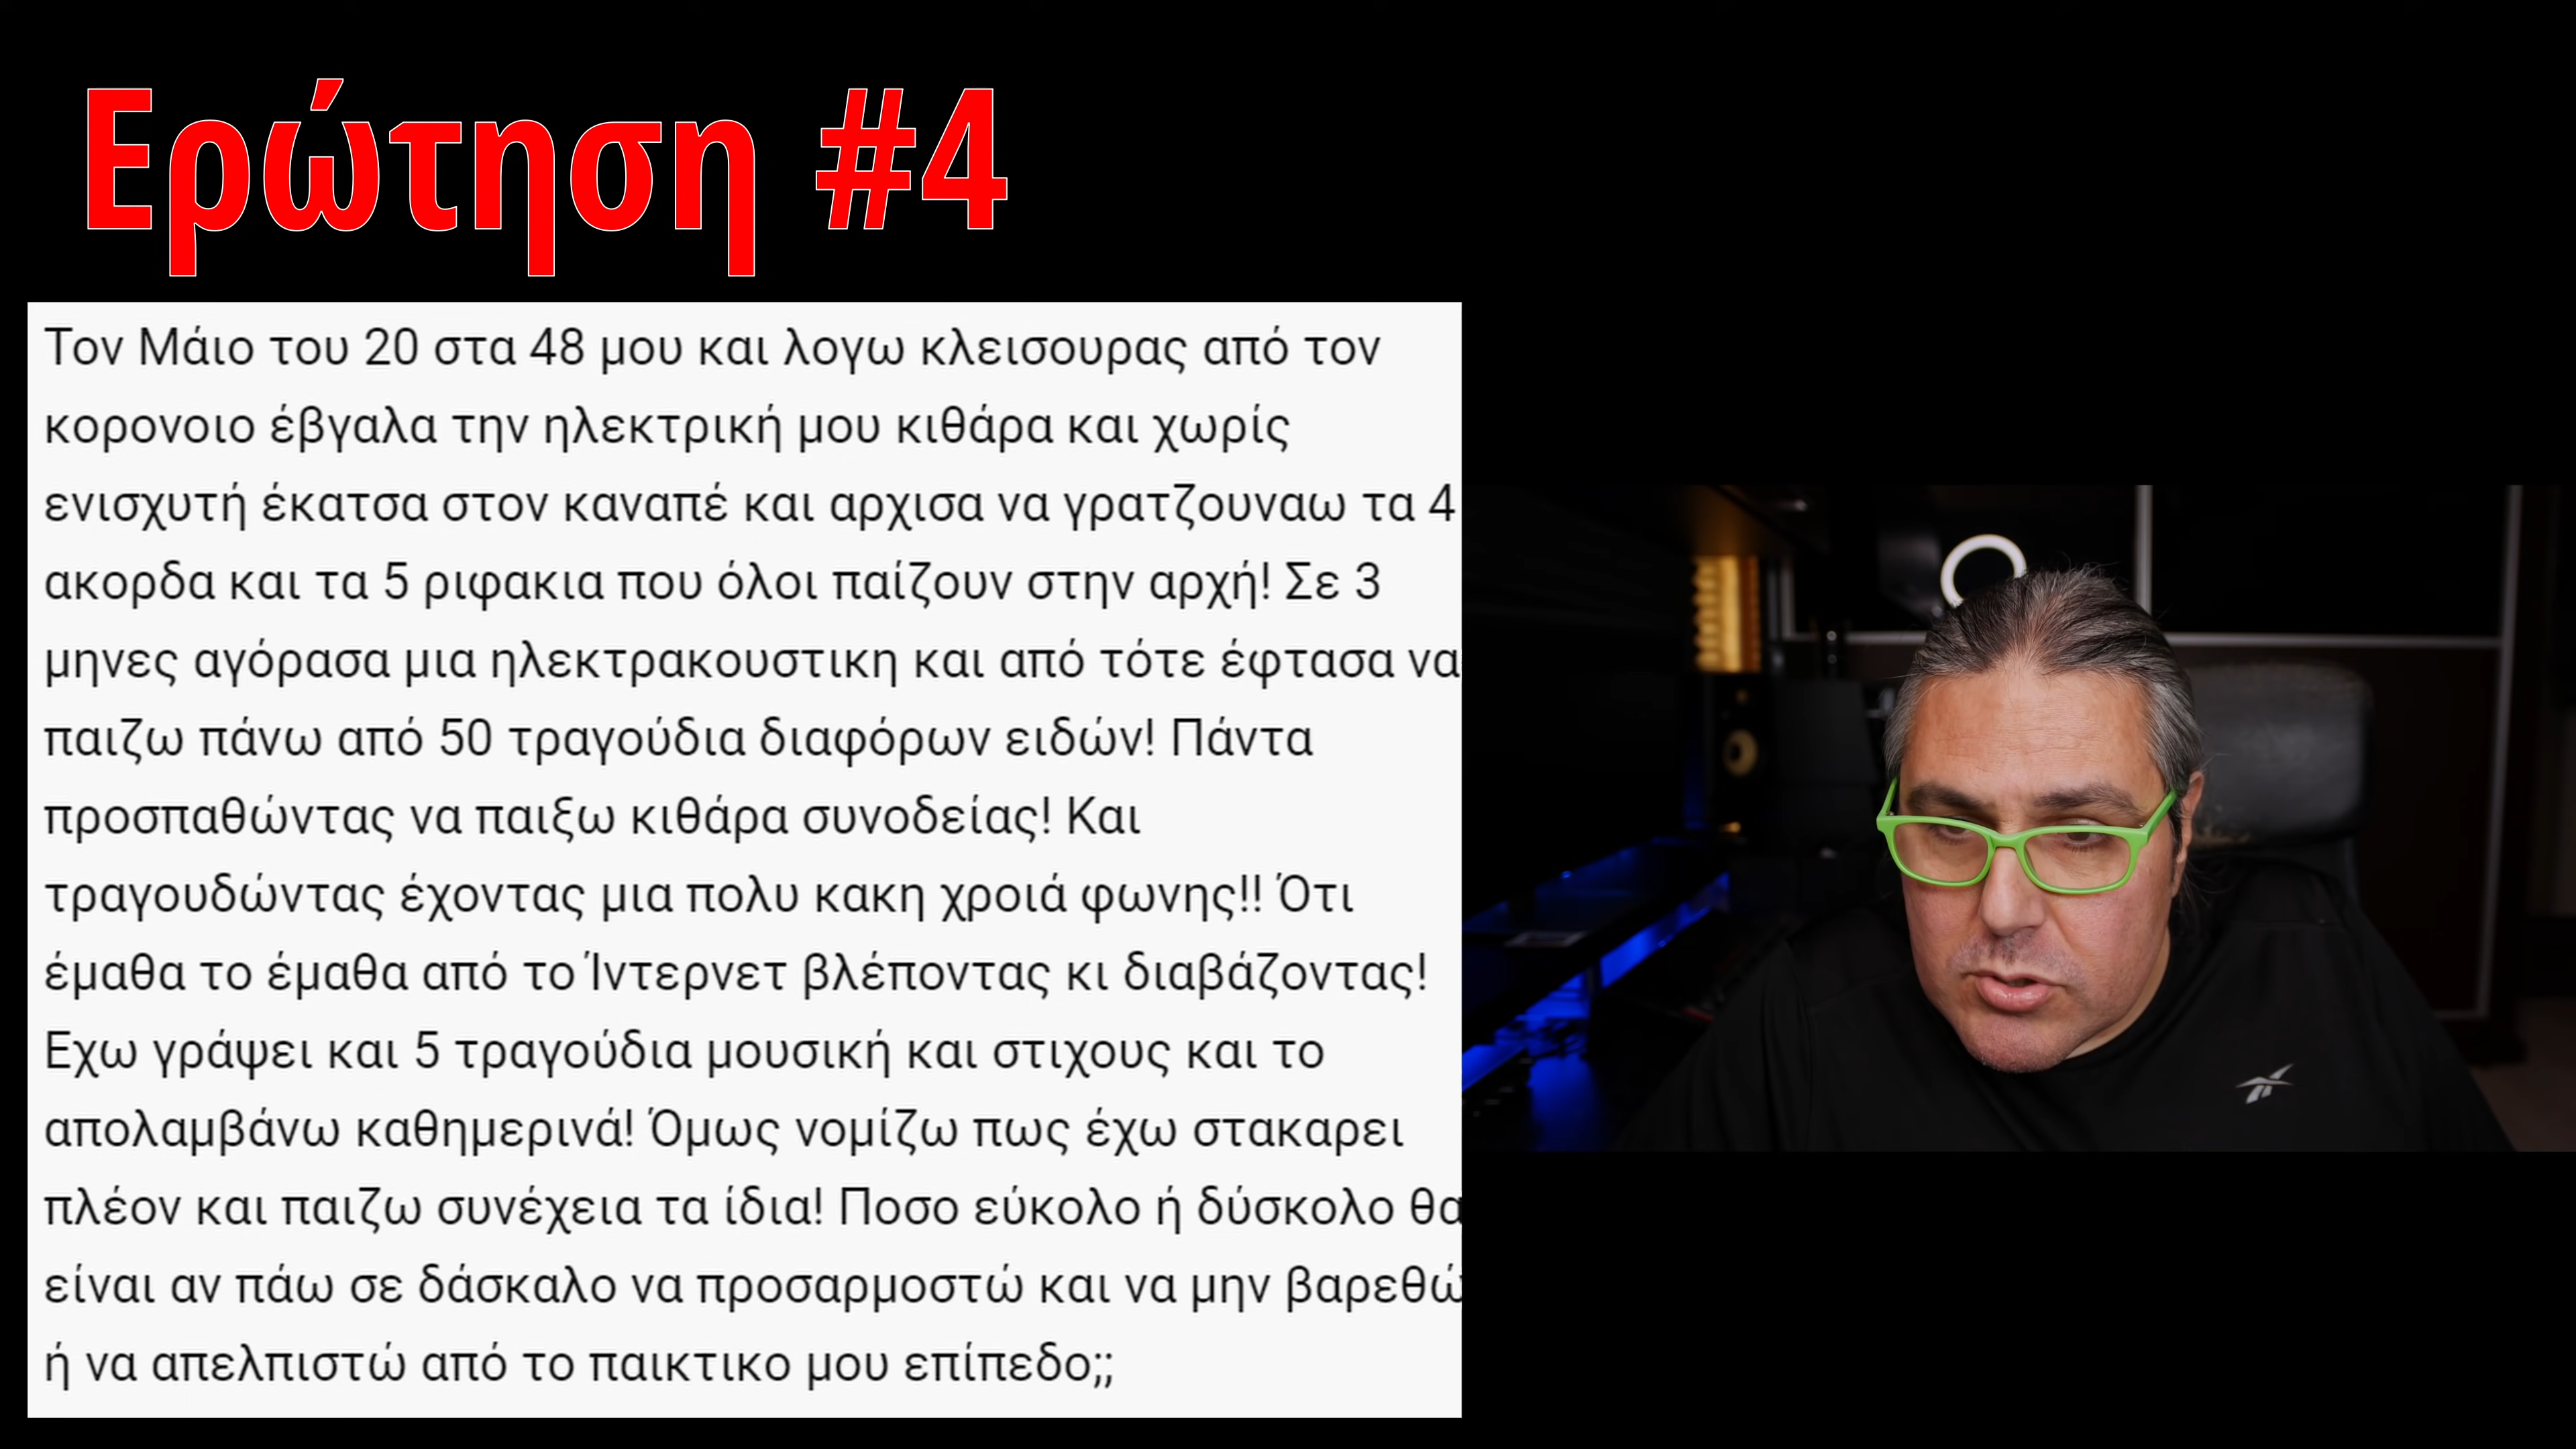 Ερώτηση #4
Τον Μάιο του 20 στα 48 μου και λογω κλεισουρας από τον
κορονοιο έβγαλα την ηλεκτρική μου κιθάρα και χωρίς
ενισχυτή έκατσα στον καναπέ και αρχισα να γρατζουναω τα 4
ακορδα και τα 5 ριφακια που όλοι παίζουν στην αρχή! Σε 3
μηνες αγόρασα μια ηλεκτρακουστικη και από τότε έφτασα να
παιζω πάνω από 50 τραγούδια διαφόρων ειδών! Πάντα
προσπαθώντας να παιξω κιθάρα συνοδείας! Και
τραγουδώντας έχοντας μια πολυ κακη χροιά φωνης!! Ότι
έμαθα το έμαθα από το Ίντερνετ βλέποντας κι διαβάζοντας!
Εχω γράψει και 5 τραγούδια μουσική και στιχους και το
απολαμβάνω καθημερινά! Όμως νομίζω πως έχω στακαρει
πλέον και παιζω συνέχεια τα ίδια! Ποσο εύκολο ή δύσκολο θα
είναι αν πάω σε δάσκαλο να προσαρμοστώ και να μην βαρεθώ
ή να απελπιστώ από το παικτικο μου επίπεδο;;